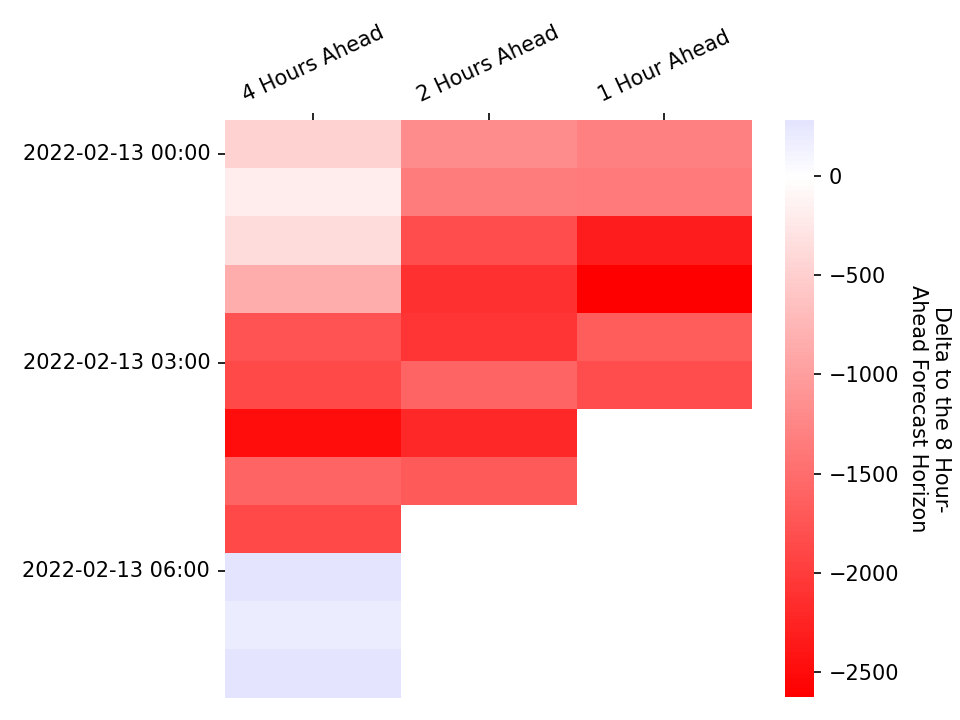 4 Hours Ahead
2 Hours Ahead
1 Hour Ahead
2022-02-13 00:00
2022-02-13 03:00
2022-02-13 06:00
0
−500
−1000
−1500
−2000
−2500
Delta to the 8 Hour-
Ahead Forecast Horizon